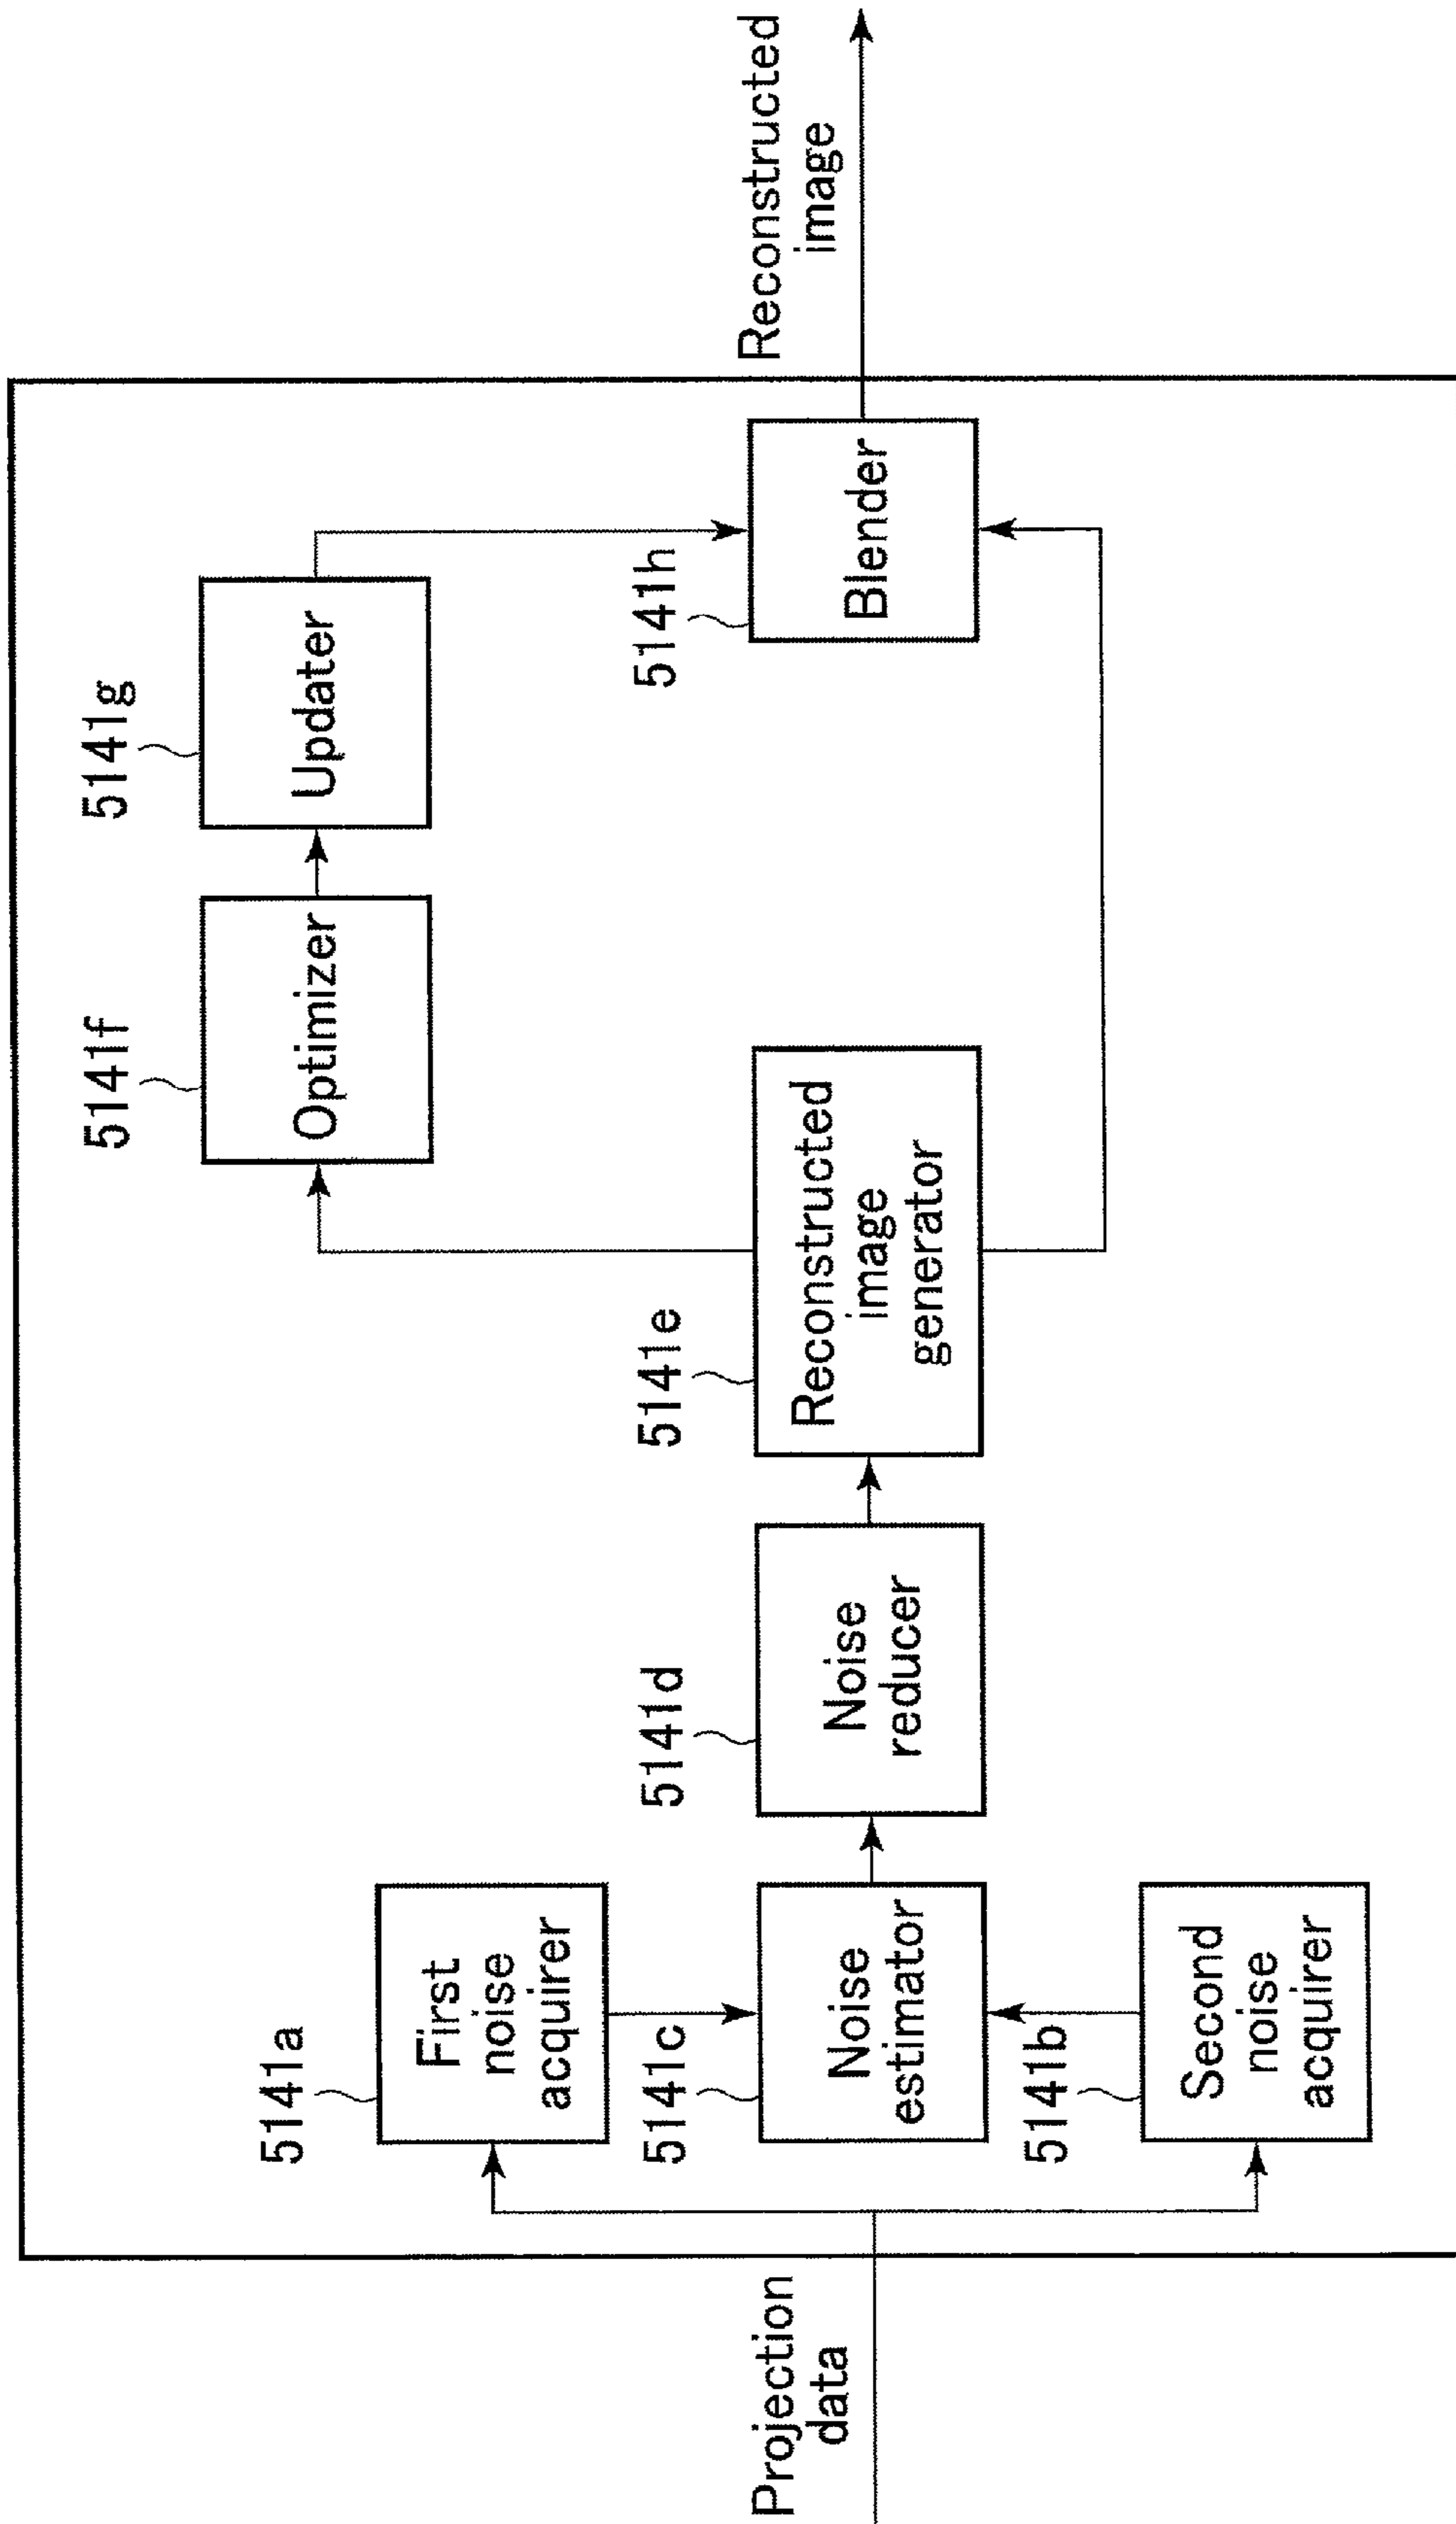 Projection
data
5141a
First
noise
acquirer
5141c
Noise
estimator
5141b
Second
noise
acquirer
5141d
Noise
reducer
5141e
Reconstructed
image
generator
5141f
Optimizer
5141g
Updater
5141h
Blender
Reconstructed
image